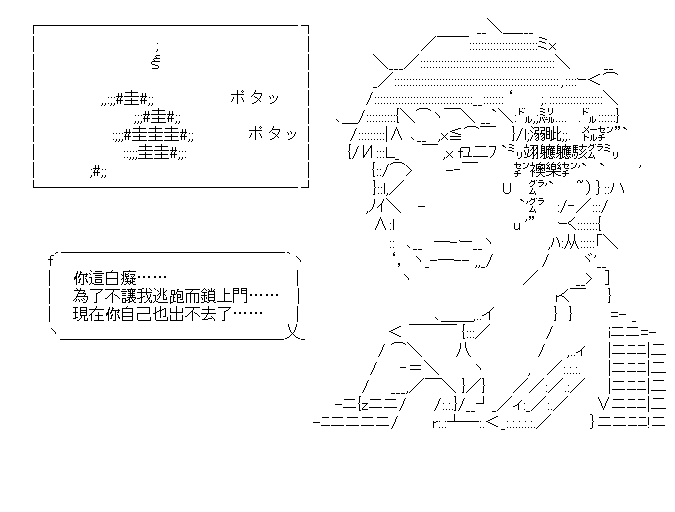 ポタッ
ポタッ
你這白癡……
為了不讓我逃跑而鎖上門……
現在你自己也出不去了……